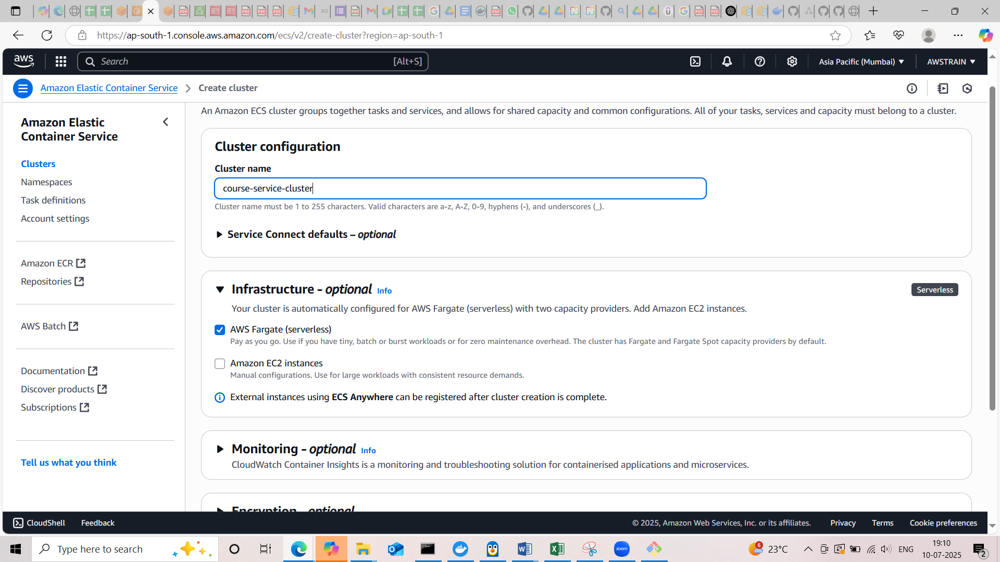 https://ap-south-1.console.aws.amazon.com/ecs/v2/create-cluster?region=ap-south-1
aws
Search
[Alt+S]
Asia Pacific (Mumbai)
AWSTRAIN
Amazon Elastic Container Service
Create cluster
Amazon Elastic
Container Service
Clusters
Namespaces
Task definitions
Account settings
Amazon ECR
Repositories
AWS Batch
Documentation
Discover products
Subscriptions
Tell us what you think
An Amazon ECS cluster groups together tasks and services, and allows for shared capacity and common configurations. All of your tasks, services and capacity must belong to a cluster.
Cluster configuration
Cluster name
course-service-cluster
Cluster name must be 1 to 255 characters. Valid characters are a-z, A-Z, 0-9, hyphens (-), and underscores (_).
Service Connect defaults – optional
Infrastructure - optional Info
Serverless
Your cluster is automatically configured for AWS Fargate (serverless) with two capacity providers. Add Amazon EC2 instances.
AWS Fargate (serverless)
Pay as you go. Use if you have tiny, batch or burst workloads or for zero maintenance overhead. The cluster has Fargate and Fargate Spot capacity providers by default.
Amazon EC2 instances
Manual configurations. Use for large workloads with consistent resource demands.
External instances using ECS Anywhere can be registered after cluster creation is complete.
Monitoring - optional Info
CloudWatch Container Insights is a monitoring and troubleshooting solution for containerised applications and microservices.
Encryption - optional
CloudShell
Feedback
© 2025, Amazon Web Services, Inc. or its affiliates.
Privacy
Terms
Cookie preferences
Type here to search
zoom
6
23°C
ENG
19:10
10-07-2025
2